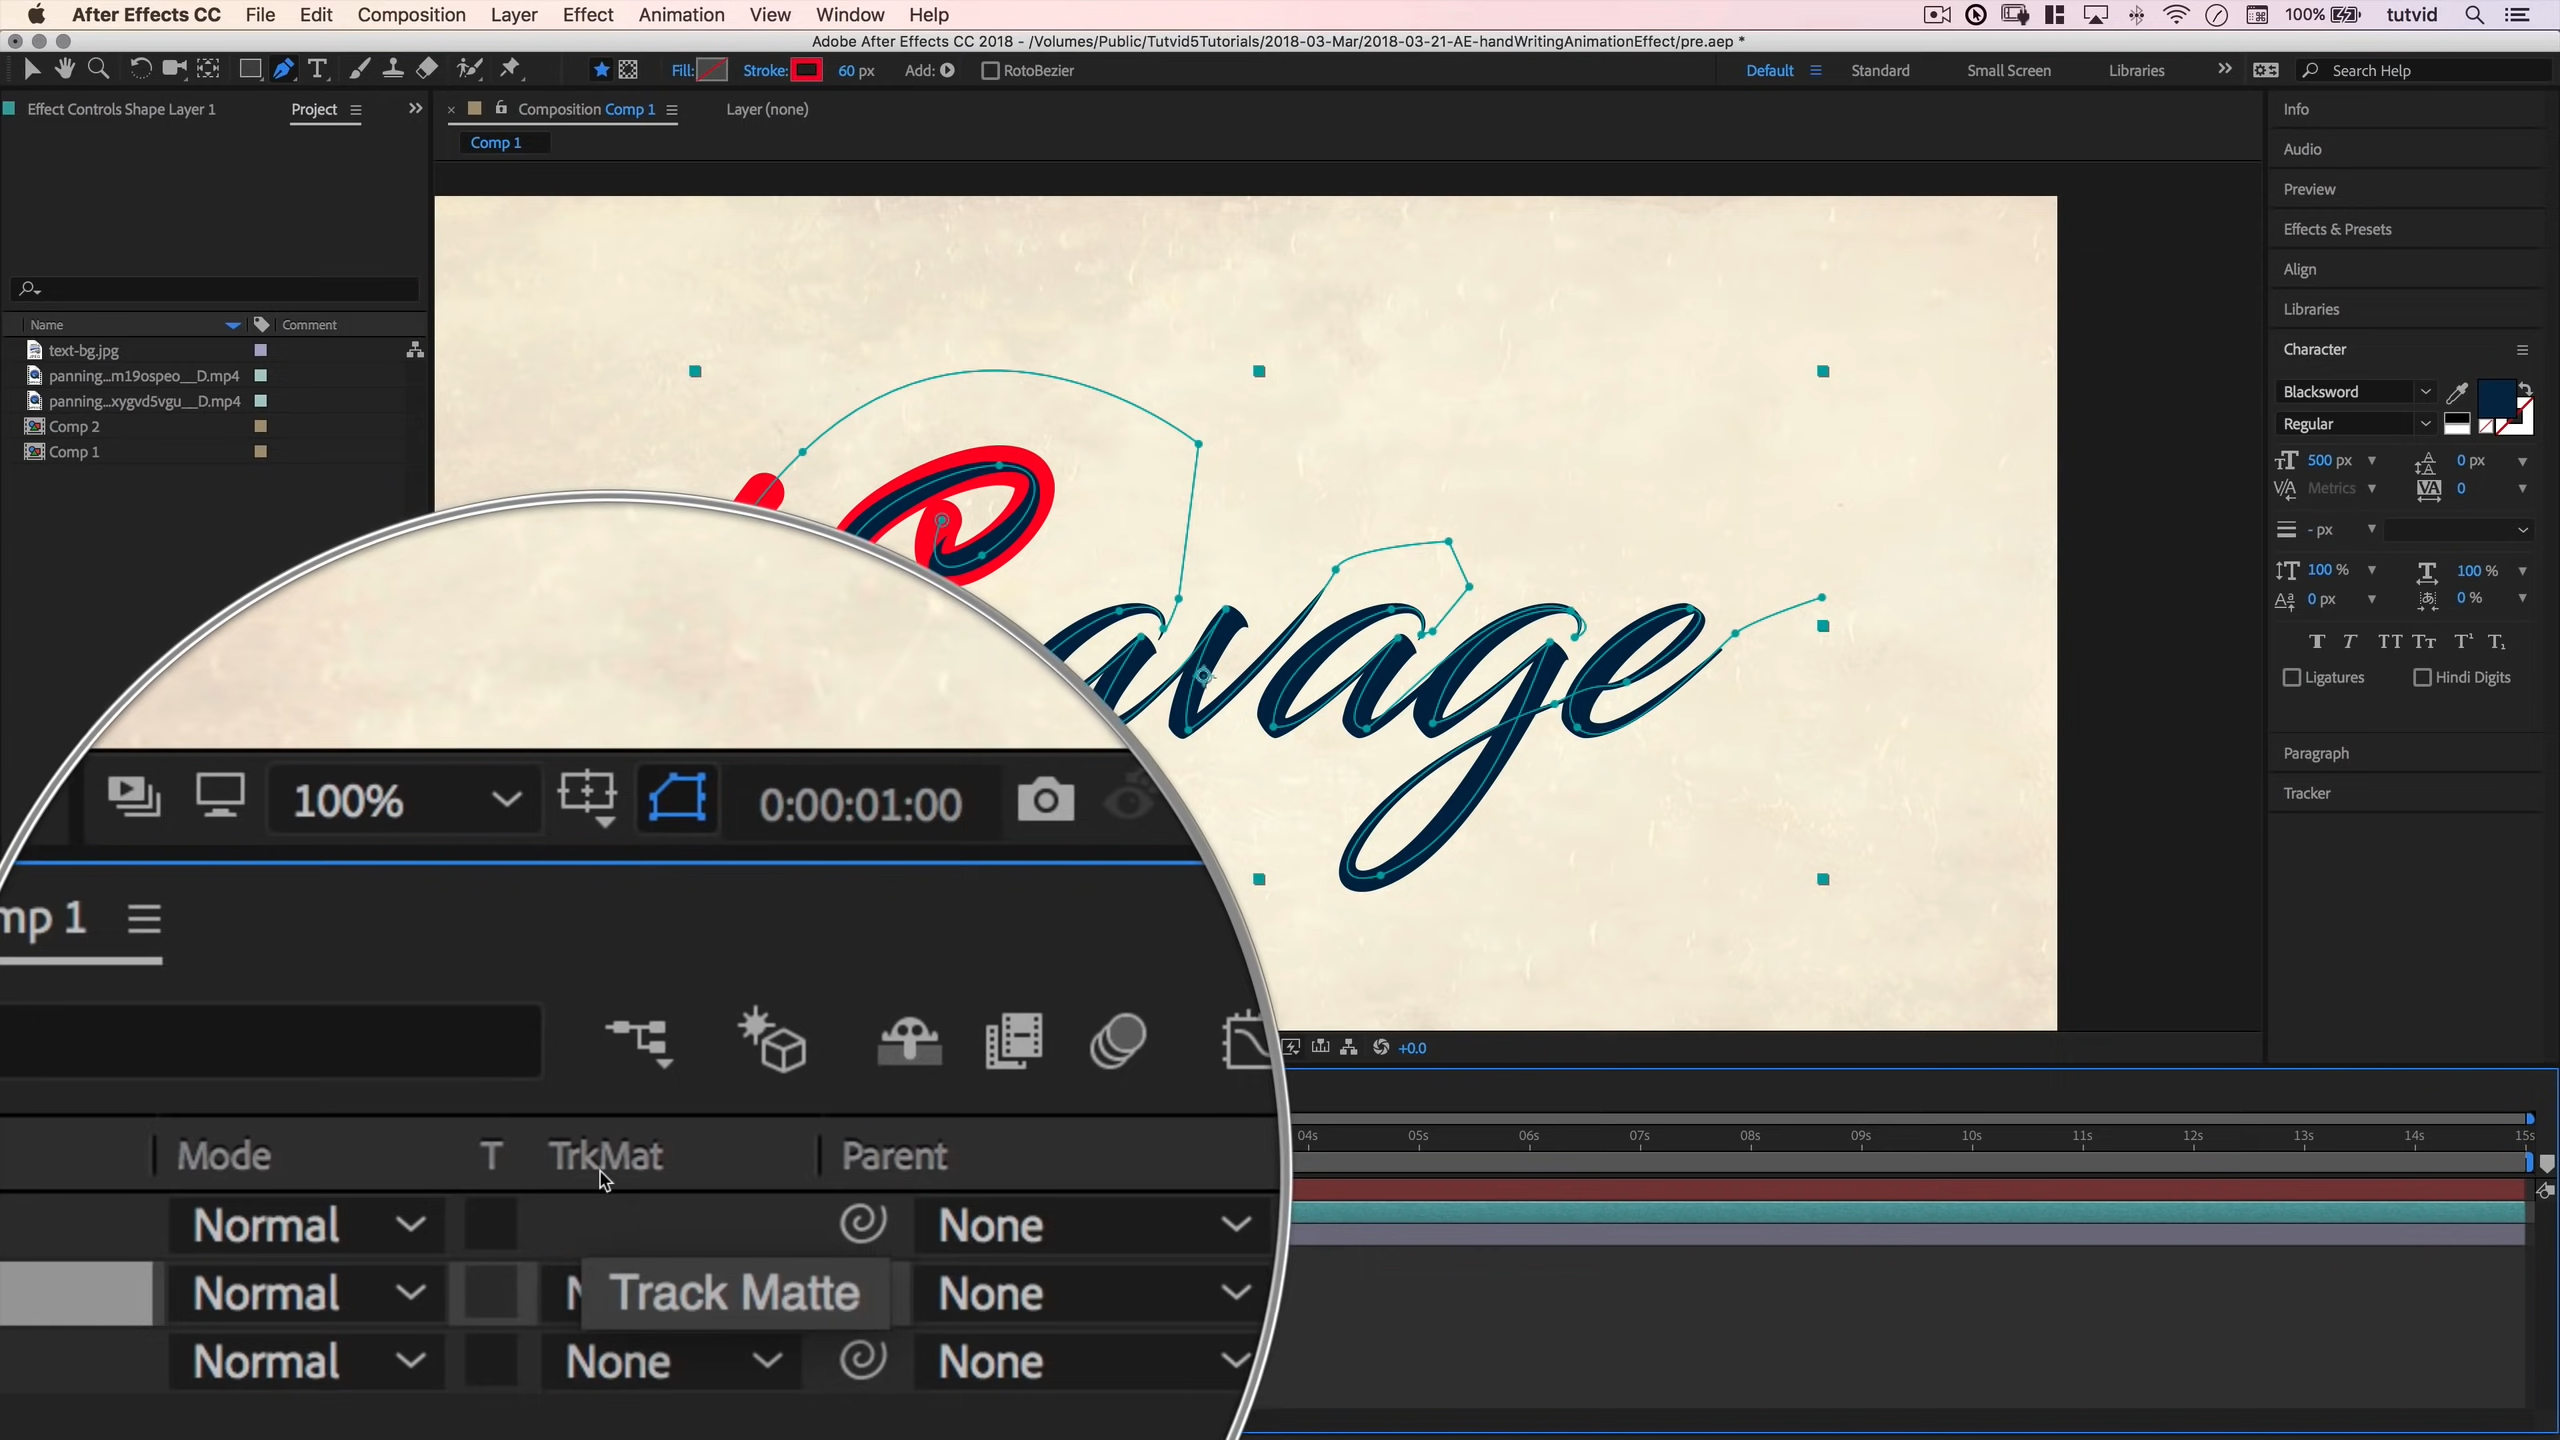 After Effects CC File Edit Composition Layer Effect Animation View Window Help 100% tutvid
Adobe After Effects CC 2018 - /Volumes/Public/Tutvid5Tutorials/2018-03-Mar/2018-03-21-AE-handWritingAnimationEffect/pre.aep *
Fill: Stroke: 60 px Add: RotoBezier Default Standard Small Screen Libraries Search Help
Effect Controls Shape Layer 1 Project Composition Comp 1 Layer (none)
Comp 1
Name Comment
text-bg.jpg
panning...m19ospeo__D.mp4
panning...xygvd5vgu__D.mp4
Comp 2
Comp 1
avage
100% 0:00:01:00
mp 1
Mode T TrkMat Parent
Normal None
Normal N Track Matte None
Normal None None
+0.0
04s 05s 06s 07s 08s 09s 10s 11s 12s 13s 14s 15s
Info
Audio
Preview
Effects & Presets
Align
Libraries
Character
Blacksword
Regular
500 px 0 px
Metrics 0
- px
100 % 100 %
0 px 0 %
T T TT Tt T¹ T₁
Ligatures Hindi Digits
Paragraph
Tracker